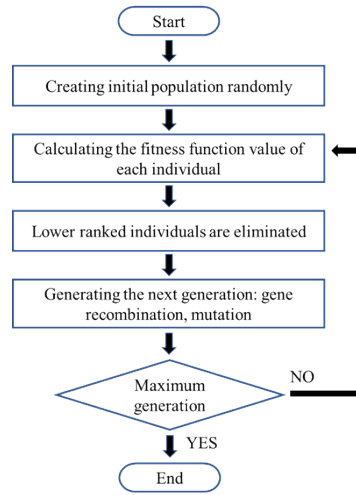 Start
Creating initial population randomly
Calculating the fitness function value of
each individual
Lower ranked individuals are eliminated
Generating the next generation: gene
recombination, mutation
Maximum
generation
NO
YES
End